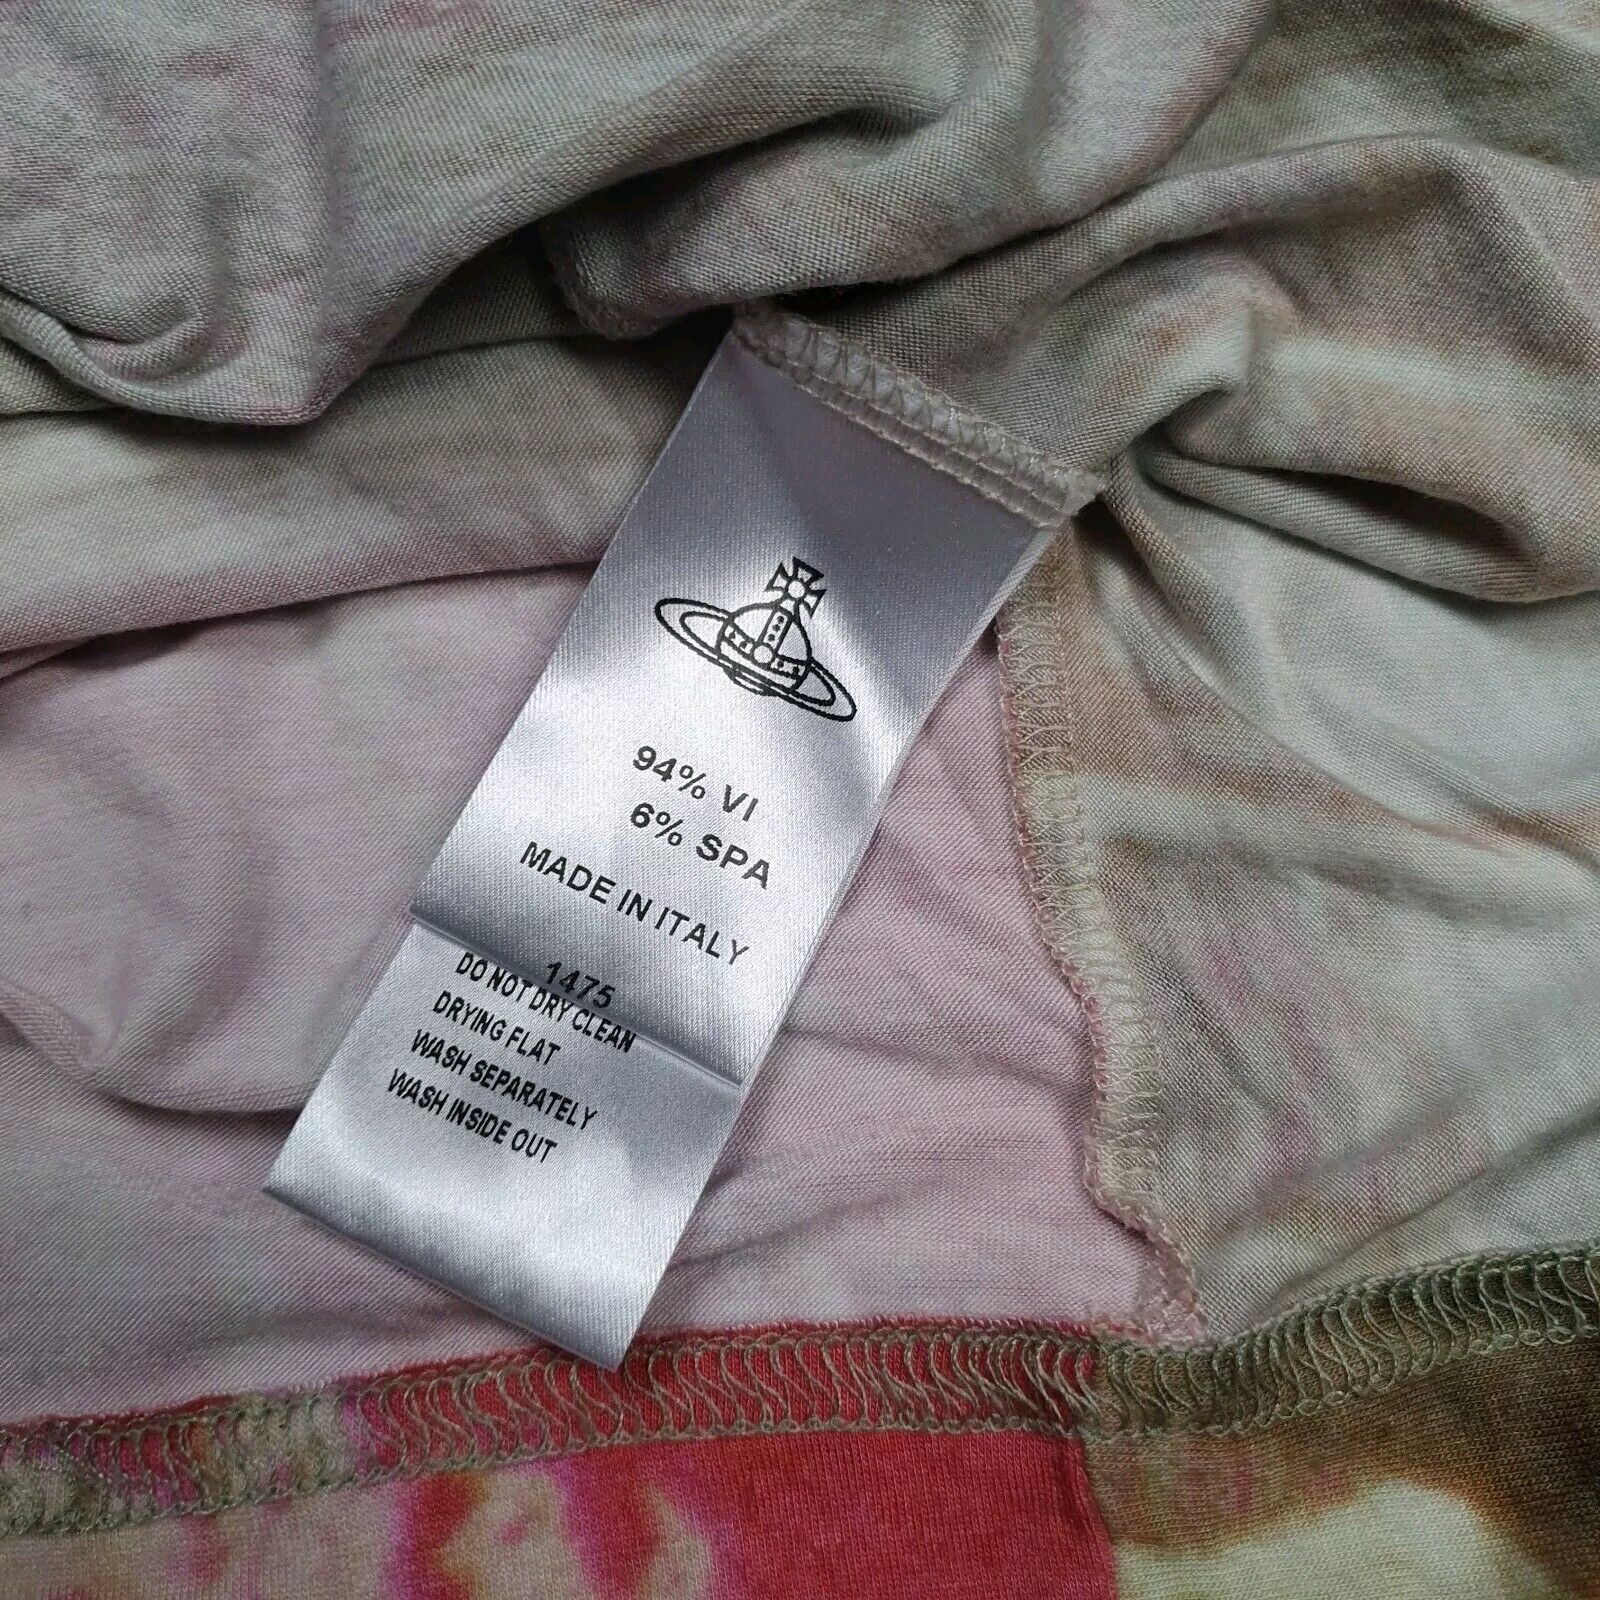 94% VI
6% SPA
MADE IN ITALY
1475
DO NOT DRY CLEAN
DRYING FLAT
WASH SEPARATELY
WASH INSIDE OUT